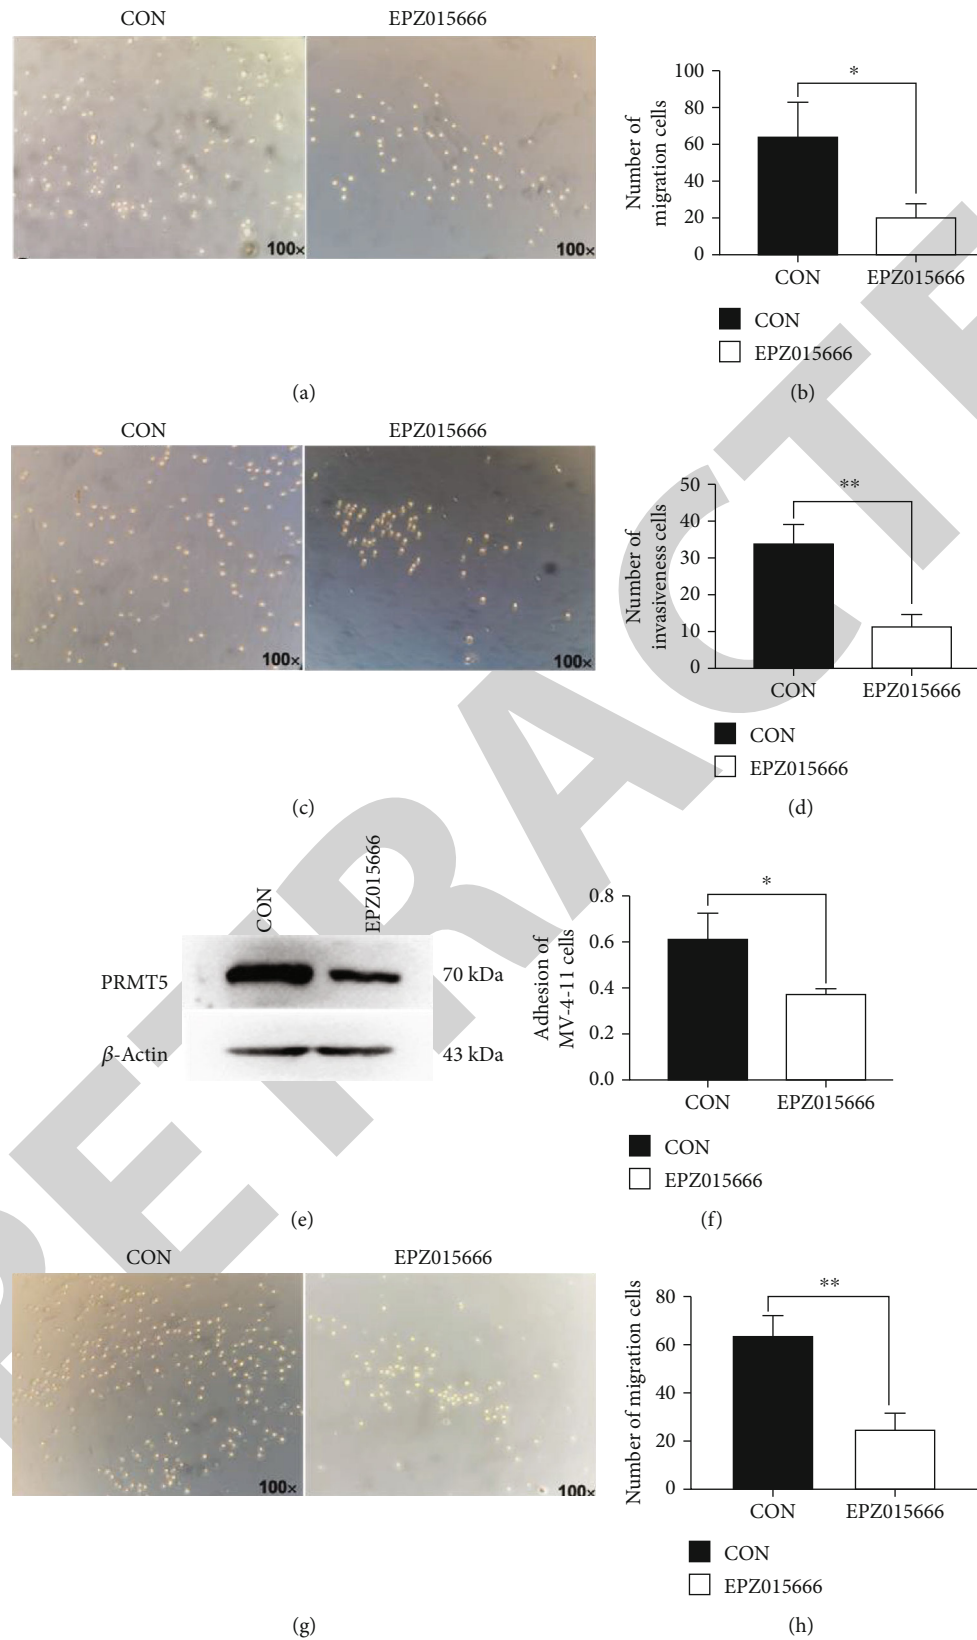 CON EPZ015666
100× 100×
(a)
Number of
migration cells
100
80
60
40
20
0
*
CON EPZ015666
CON
EPZ015666
(b)
CON EPZ015666
100× 100×
(c)
Number of
invasiveness cells
50
40
30
20
10
0
**
CON EPZ015666
CON
EPZ015666
(d)
CON EPZ015666
PRMT5 70 kDa
β-Actin 43 kDa
(e)
Adhesion of
MV-4-11 cells
0.8
0.6
0.4
0.2
0.0
*
CON EPZ015666
CON
EPZ015666
(f)
CON EPZ015666
100× 100×
(g)
Number of migration cells
80
60
40
20
0
**
CON EPZ015666
CON
EPZ015666
(h)
RETRACTE